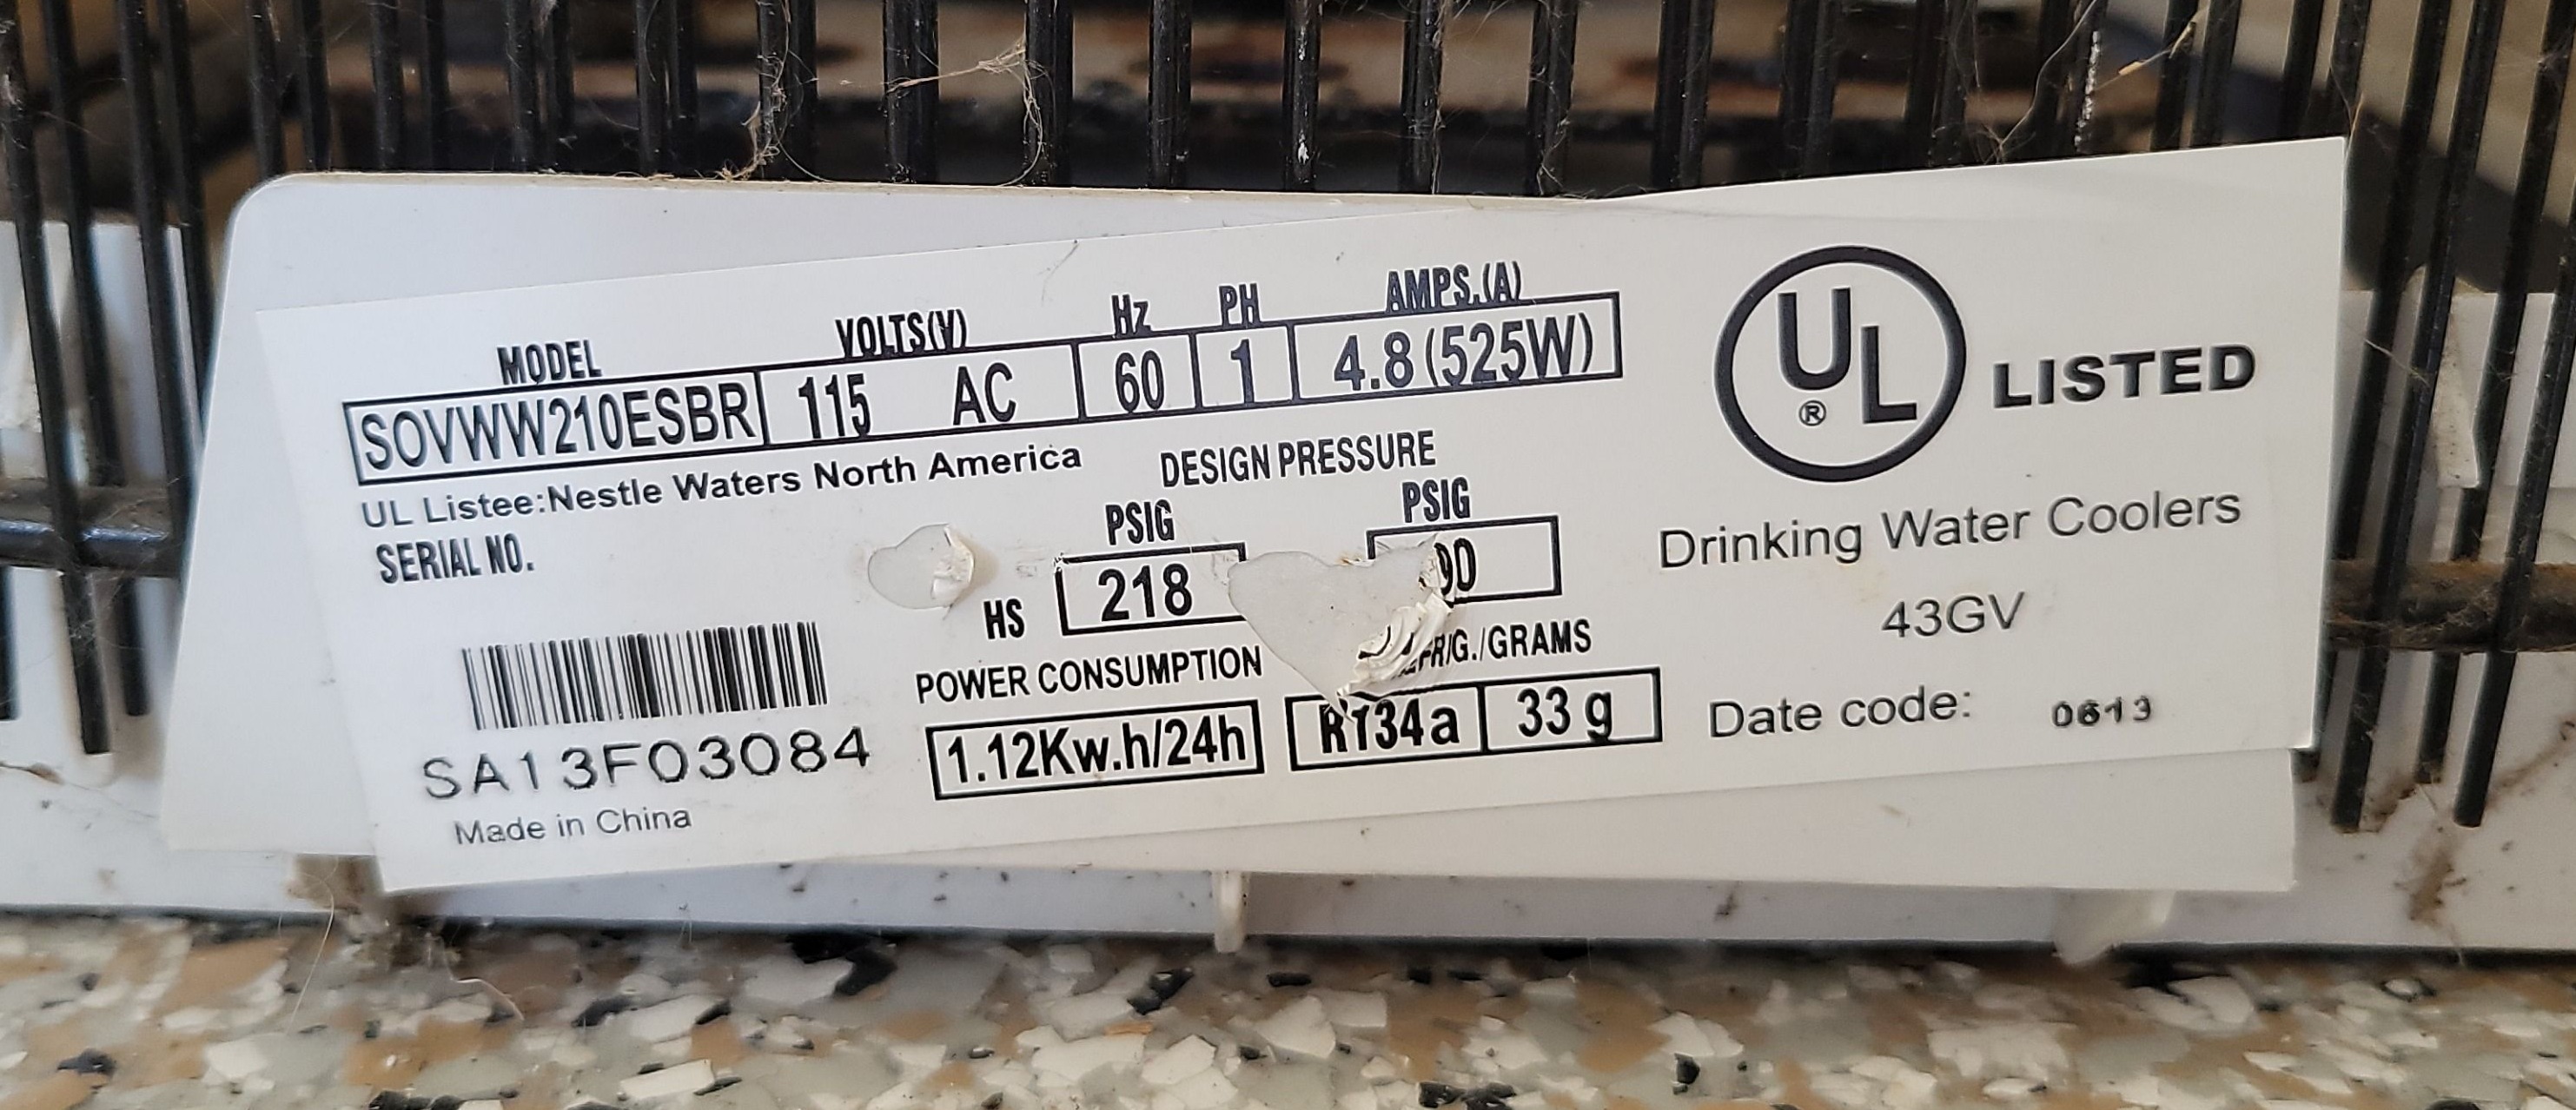 MODEL VOLTS(V) Hz PH AMPS.(A)
SOVWW210ESBR 115 AC 60 1 4.8 (525W)
UL Listee:Nestle Waters North America
SERIAL NO.
SA13F03084
Made in China
DESIGN PRESSURE
PSIG PSIG
HS 218
POWER CONSUMPTION /GRAMS
1.12Kw.h/24h R134a 33 g
UL ® LISTED
Drinking Water Coolers
43GV
Date code: 0613